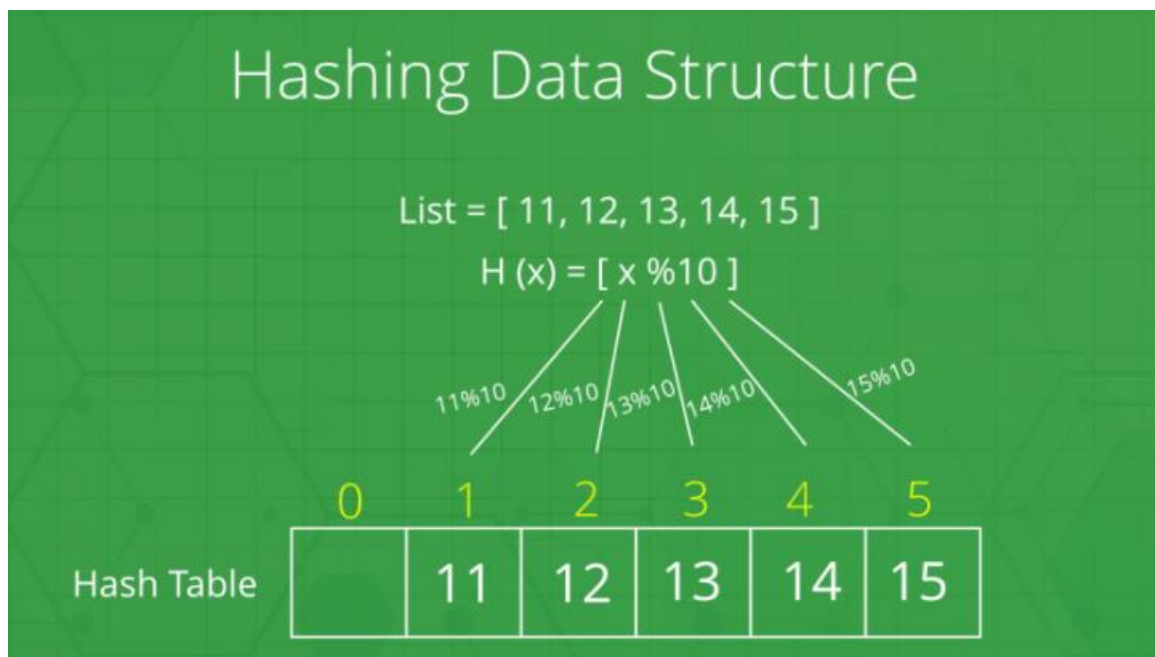 Hashing Data Structure
List = [ 11, 12, 13, 14, 15 ]
H (x) = [ x %10 ]
11%10 12%10 13%10 14%10 15%10
0 1 2 3 4 5
Hash Table 11 12 13 14 15